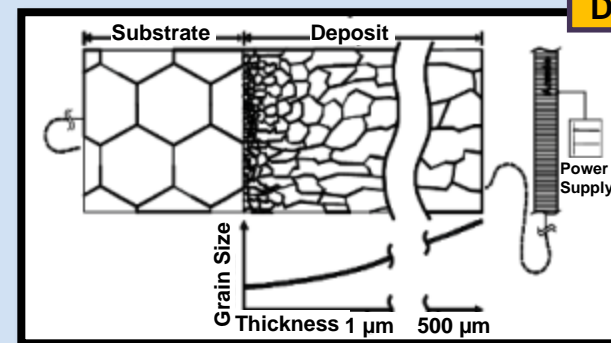 D
Substrate
Deposit
Power
Supply
Grain Size
Thickness 1 µm 500 µm